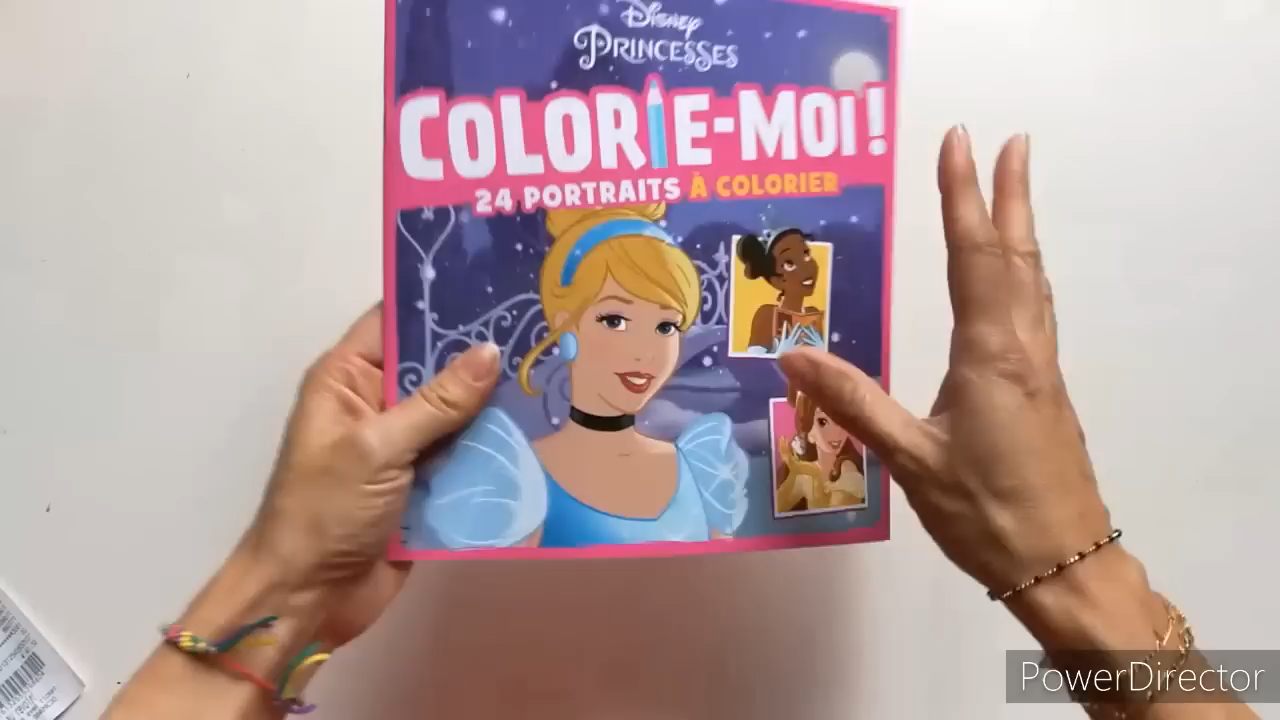 Disney
PRINCESSES
COLORIE-MOI !
24 PORTRAITS À COLORIER
PowerDirector